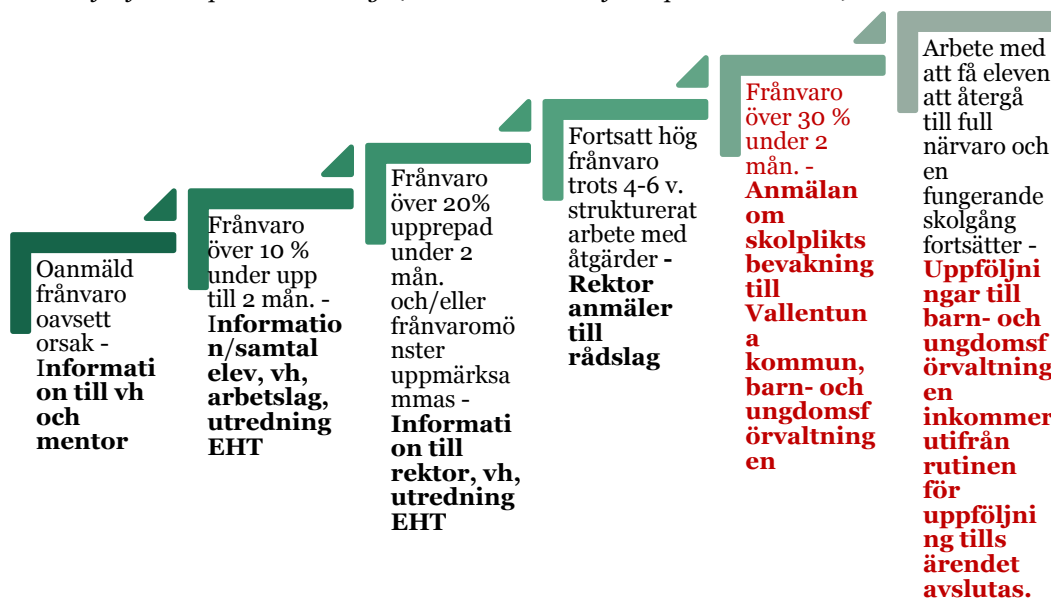 Oanmäld
frånvaro
oavsett
orsak -
Informati
on till vh
och
mentor
Frånvaro
över 10 %
under upp
till 2 mån. -
Informatio
n/samtal
elev, vh,
arbetslag,
utredning
EHT
Frånvaro
över 20%
upprepad
under 2
mån.
och/eller
frånvaromö
nster
uppmärksa
mmas -
Informati
on till
rektor, vh,
utredning
EHT
Fortsatt hög
frånvaro
trots 4-6 v.
strukturerat
arbete med
åtgärder -
Rektor
anmäler
till
rådslag
Frånvaro
över 30 %
under 2
mån. -
Anmälan
om
skolplikts
bevakning
till
Vallentun
a
kommun,
barn- och
ungdomsf
örvaltning
en
Arbete med
att få eleven
att återgå
till full
närvaro och
en
fungerande
skolgång
fortsätter -
Uppföljni
ngar till
barn- och
ungdomsf
örvaltning
en
inkommer
utifrån
rutinen
för
uppföljni
ng tills
ärendet
avslutas.